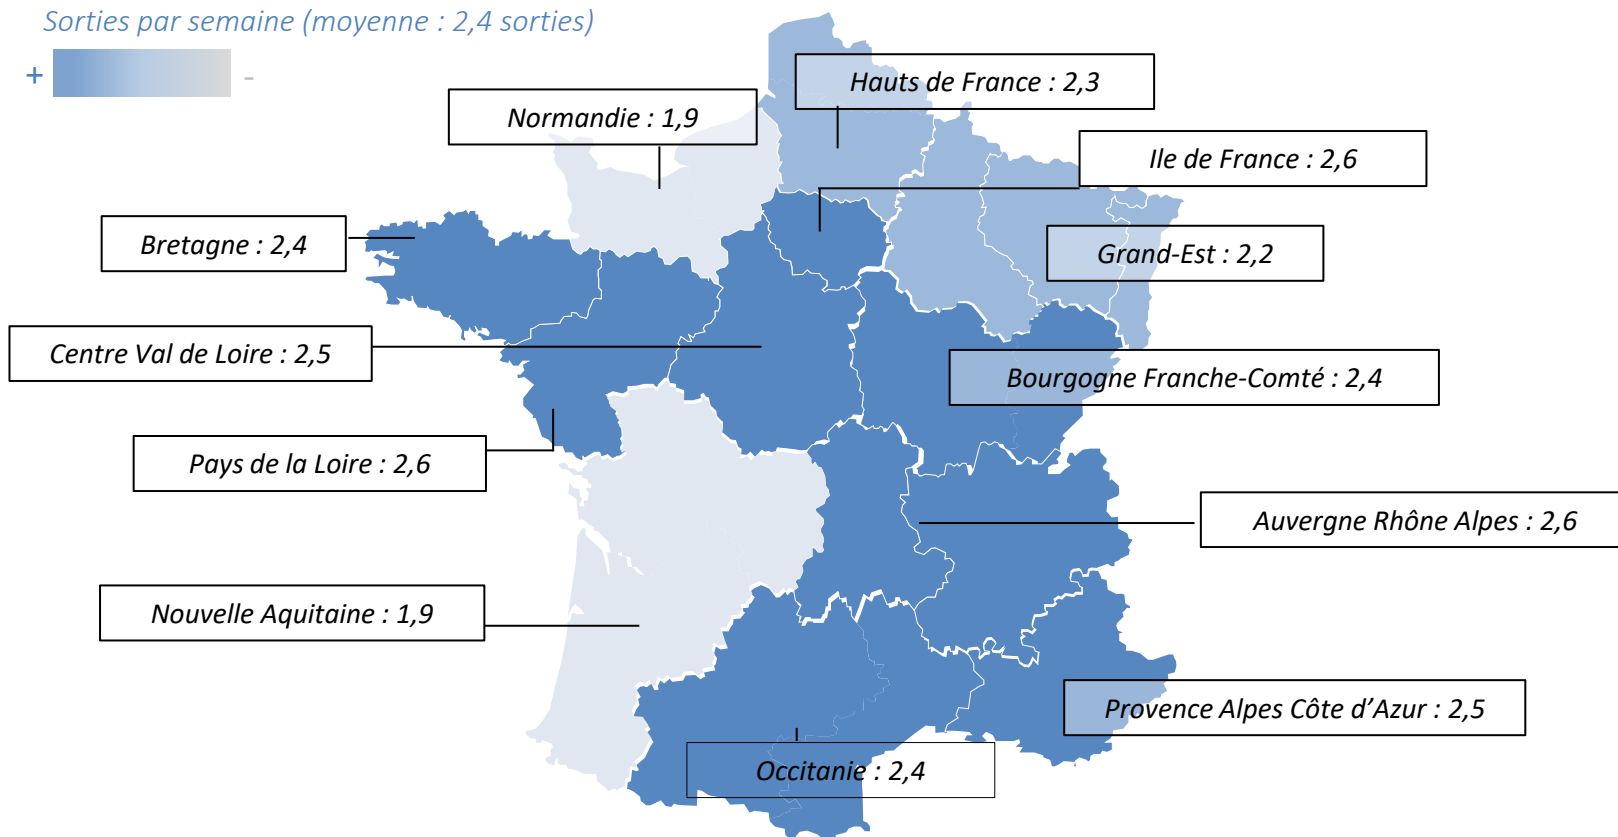 Sorties par semaine (moyenne : 2,4 sorties)
+ -
Hauts de France : 2,3
Normandie : 1,9
Ile de France : 2,6
Bretagne : 2,4
Grand-Est : 2,2
Centre Val de Loire : 2,5
Bourgogne Franche-Comté : 2,4
Pays de la Loire : 2,6
Auvergne Rhône Alpes : 2,6
Nouvelle Aquitaine : 1,9
Provence Alpes Côte d’Azur : 2,5
Occitanie : 2,4